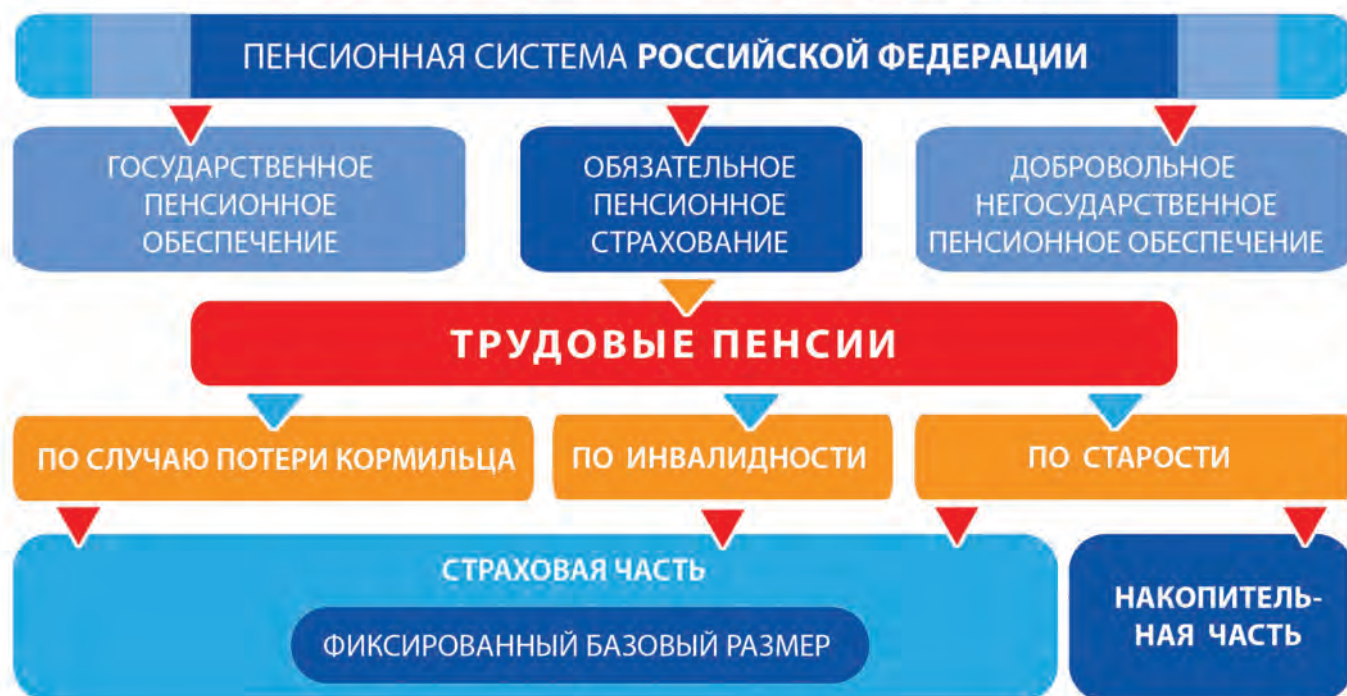 ПЕНСИОННАЯ СИСТЕМА РОССИЙСКОЙ ФЕДЕРАЦИИ
ГОСУДАРСТВЕННОЕ
ПЕНСИОННОЕ
ОБЕСПЕЧЕНИЕ
ОБЯЗАТЕЛЬНОЕ
ПЕНСИОННОЕ
СТРАХОВАНИЕ
ДОБРОВОЛЬНОЕ
НЕГОСУДАРСТВЕННОЕ
ПЕНСИОННОЕ ОБЕСПЕЧЕНИЕ
ТРУДОВЫЕ ПЕНСИИ
ПО СЛУЧАЮ ПОТЕРИ КОРМИЛЬЦА
ПО ИНВАЛИДНОСТИ
ПО СТАРОСТИ
СТРАХОВАЯ ЧАСТЬ
ФИКСИРОВАННЫЙ БАЗОВЫЙ РАЗМЕР
НАКОПИТЕЛЬ-
НАЯ ЧАСТЬ